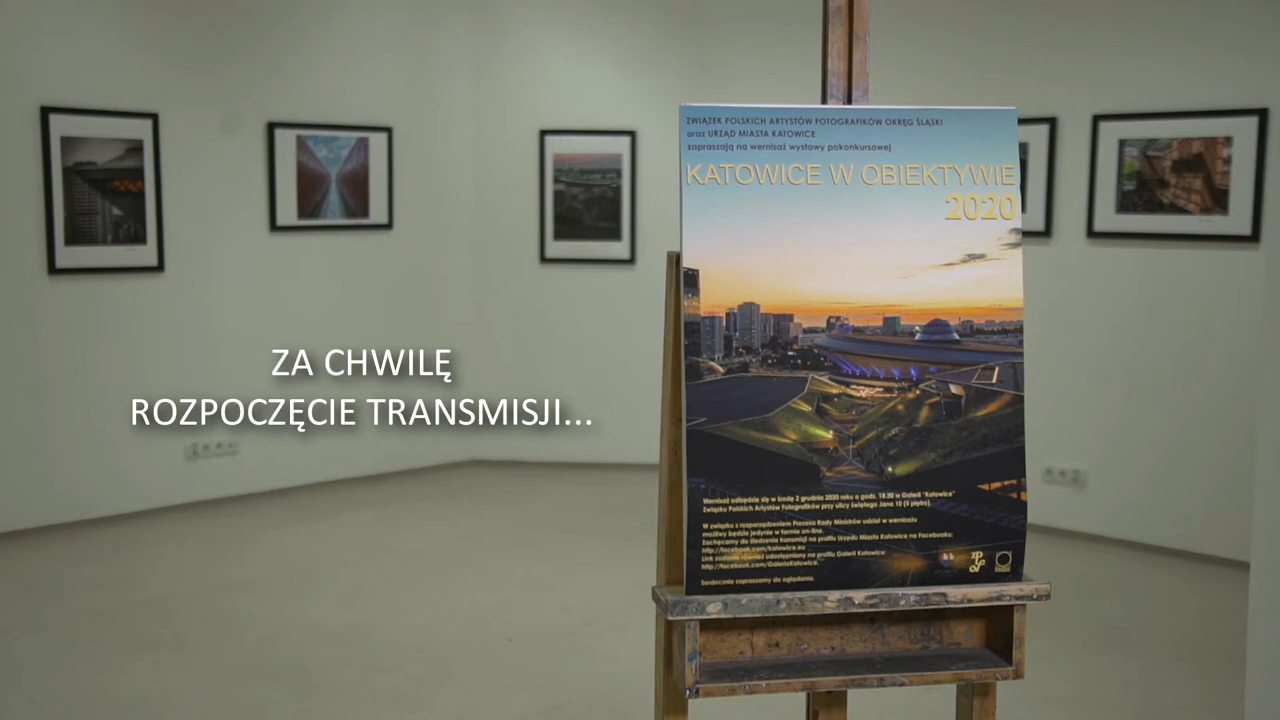 ZA CHWILĘ
ROZPOCZĘCIE TRANSMISJI...
ZWIĄZEK POLSKICH ARTYSTÓW FOTOGRAFIKÓW OKRĘG ŚLĄSKI
oraz URZĄD MIASTA KATOWICE
zapraszają na wernisaż wystawy pokonkursowej
KATOWICE W OBIEKTYWIE
2020
Wernisaż odbędzie się w środę 2 grudnia 2020 roku o godz. 18.30 w Galerii "Katowice"
Związku Polskich Artystów Fotografików przy ulicy świętego Jana 10 (II piętro).
W związku z rozporządzeniem Prezesa Rady Ministrów udział w wernisażu
możliwy będzie jedynie w formie on-line.
Zachęcamy do śledzenia transmisji na profilu Urzędu Miasta Katowice na Facebooku:
http://facebook.com/katowice.eu
Link zostanie również udostępniony na profilu Galerii Katowice:
http://facebook.com/GaleriaKatowice.
Serdecznie zapraszamy do oglądania.